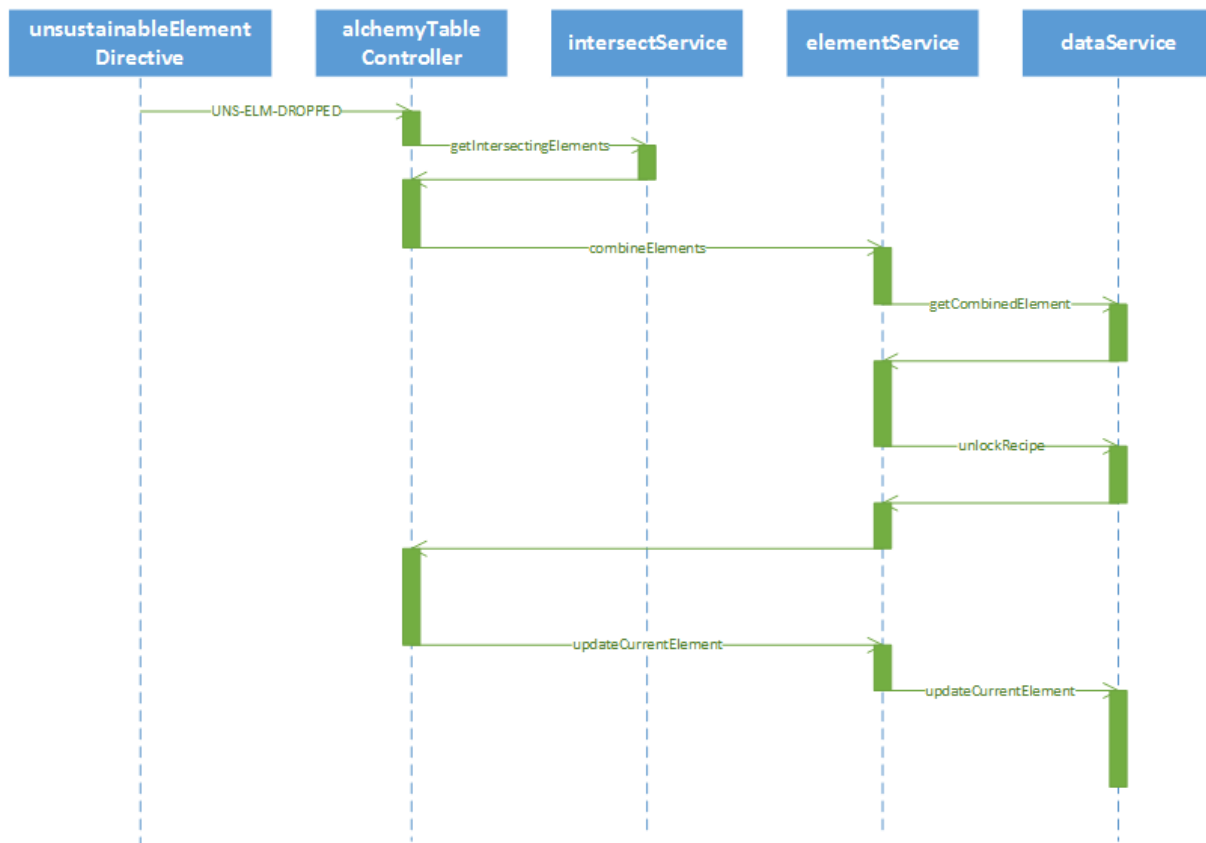 unsustainableElement
Directive
alchemyTable
Controller
intersectService
elementService
dataService
UNS-ELM-DROPPED
getIntersectingElements
combineElements
getCombinedElement
unlockRecipe
updateCurrentElement
updateCurrentElement